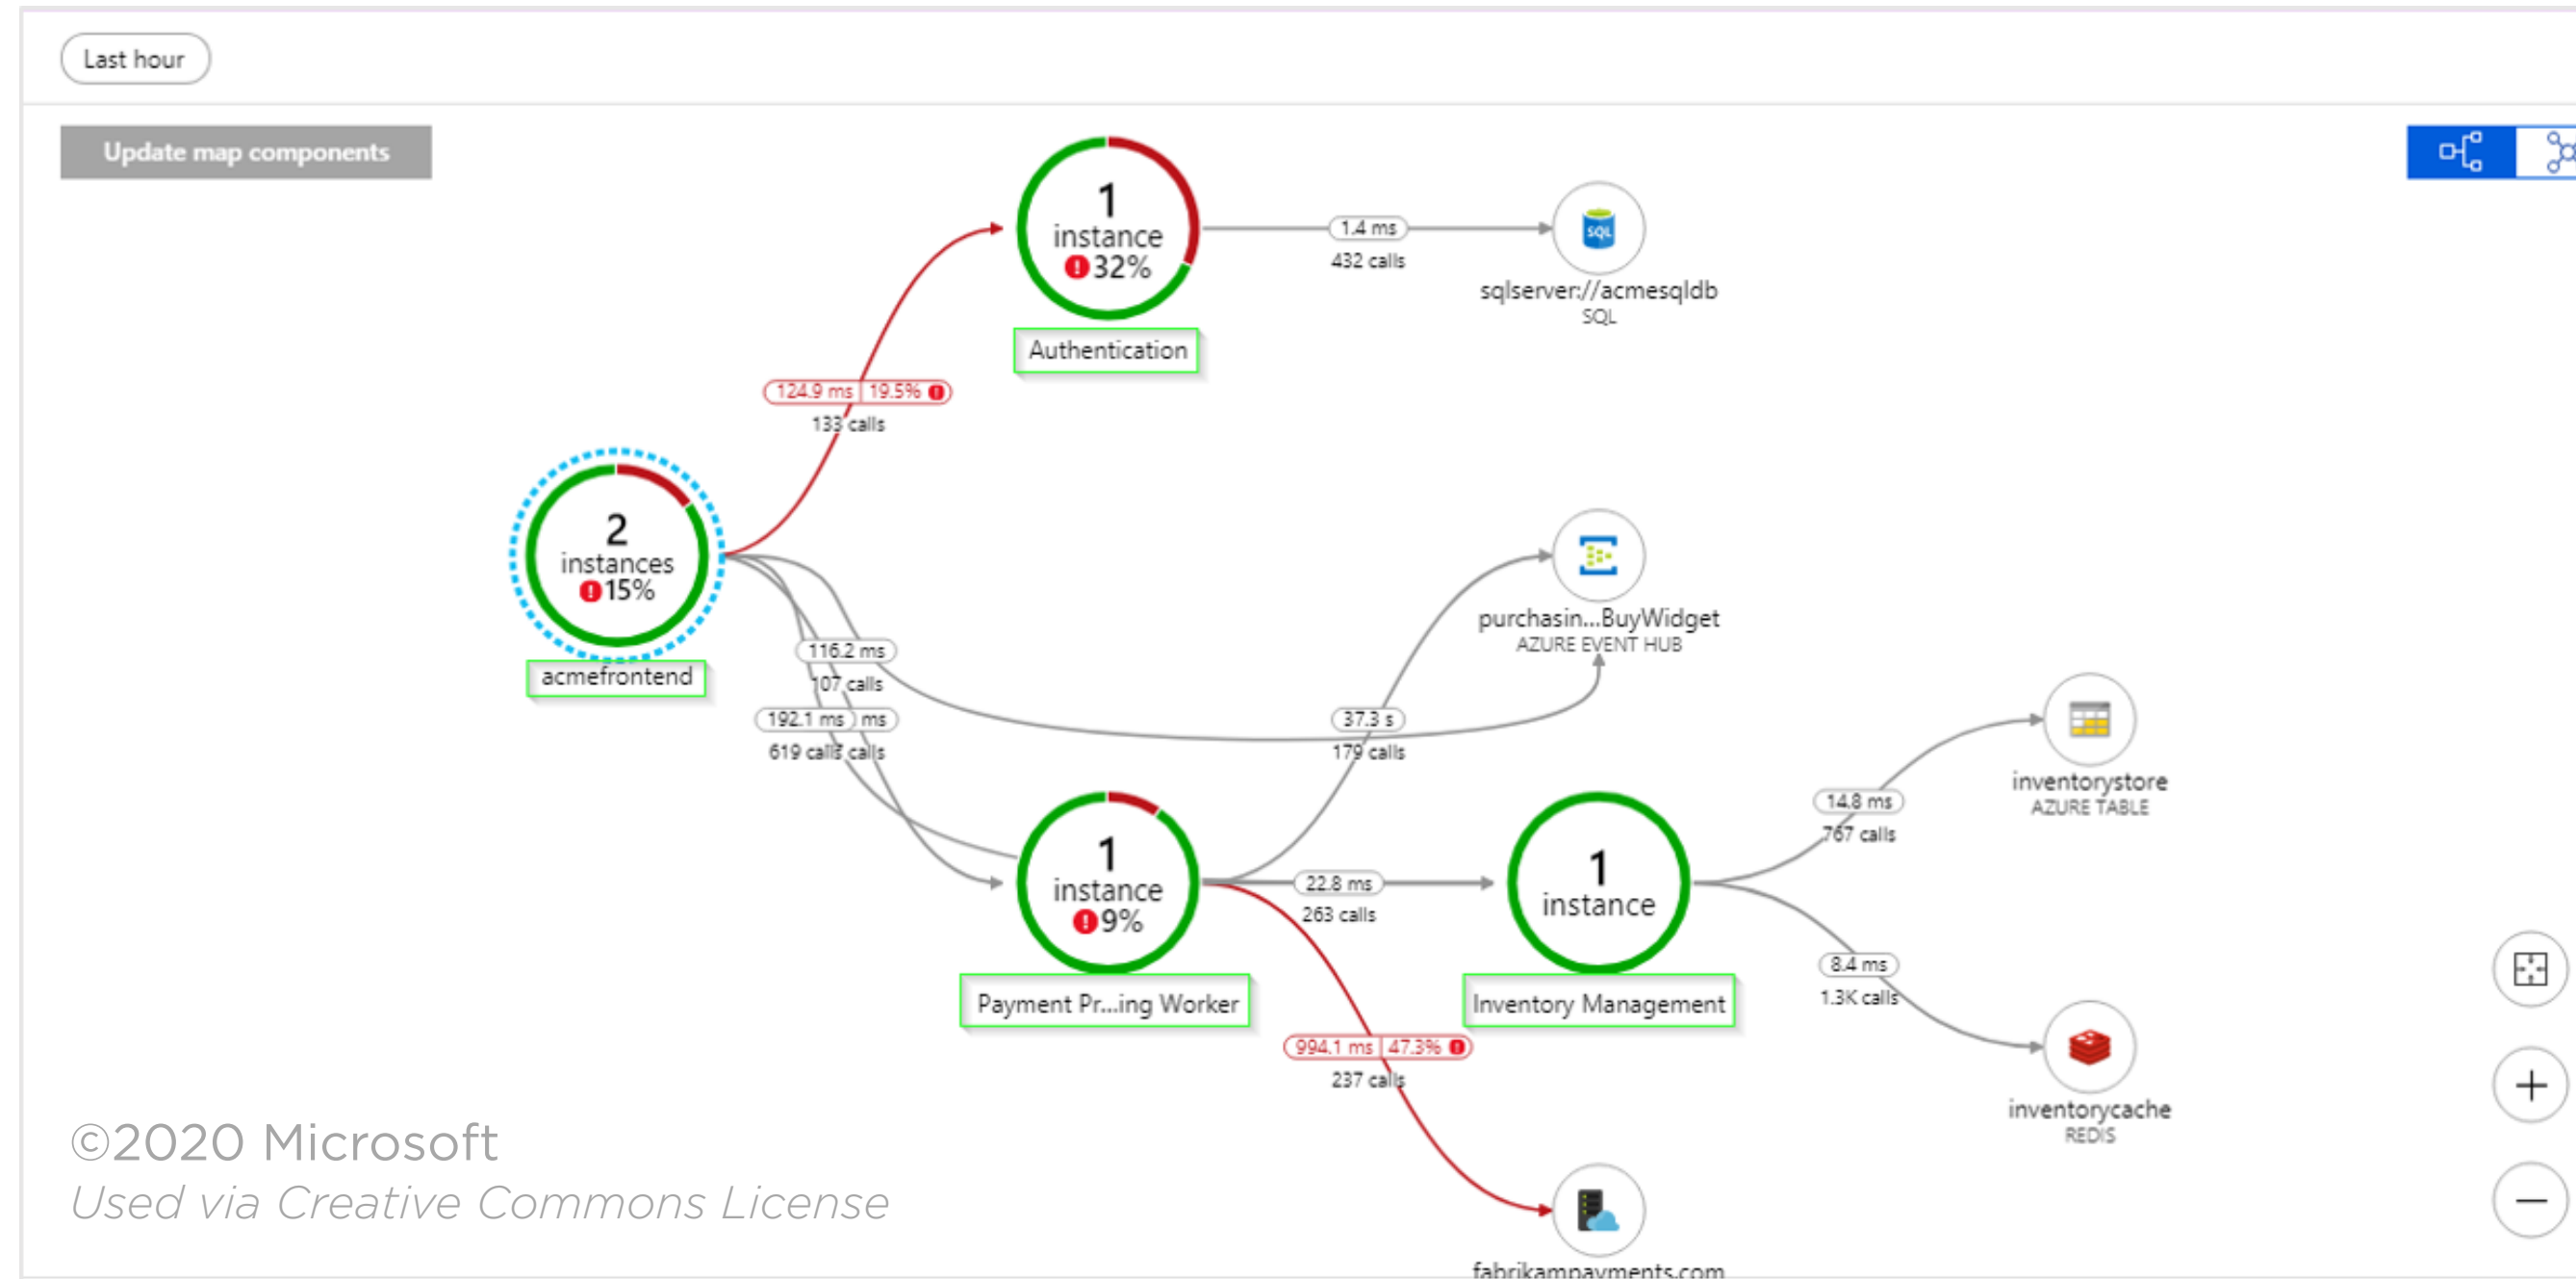 Last hour
Update map components
1
instance
32%
Authentication
1.4 ms
432 calls
SQL
sqlserver://acmesqldb
SQL
124.9 ms 19.5%
133 calls
2
instances
15%
acmefrontend
purchasin...BuyWidget
AZURE EVENT HUB
116.2 ms
107 calls
192.1 ms ms
619 calls calls
37.3 s
179 calls
inventorystore
AZURE TABLE
14.8 ms
767 calls
1
instance
9%
Payment Pr...ing Worker
22.8 ms
263 calls
1
instance
Inventory Management
8.4 ms
1.3K calls
994.1 ms 47.3%
237 calls
inventorycache
REDIS
fabrikampayments.com
©2020 Microsoft
Used via Creative Commons License